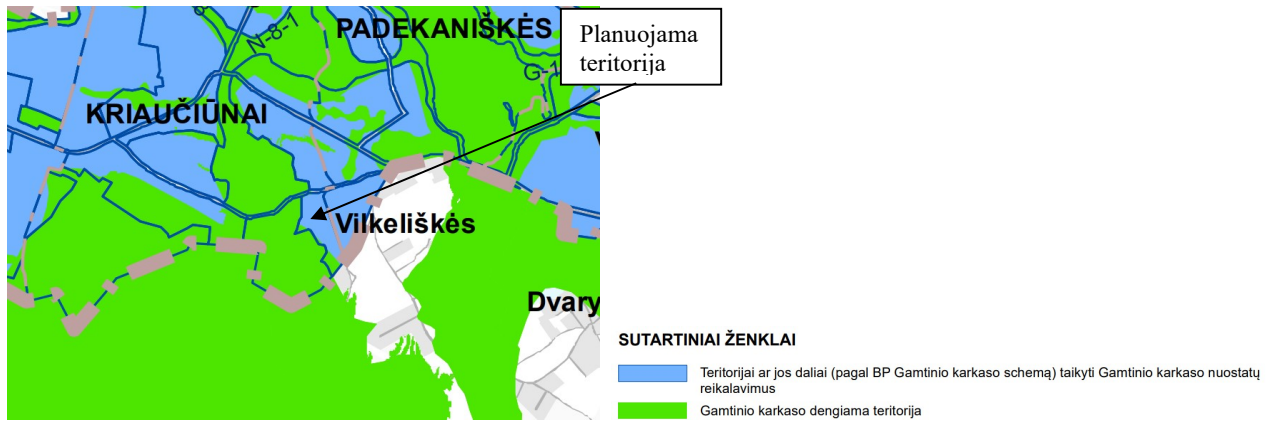 PADEKANIŠKĖS
Planuojama
teritorija
N-8-1
G-1
KRIAUČIŪNAI
Vilkeliškės
Dvary
SUTARTINIAI ŽENKLAI
Teritorijai ar jos daliai (pagal BP Gamtinio karkaso schemą) taikyti Gamtinio karkaso nuostatų
reikalavimus
Gamtinio karkaso dengiama teritorija